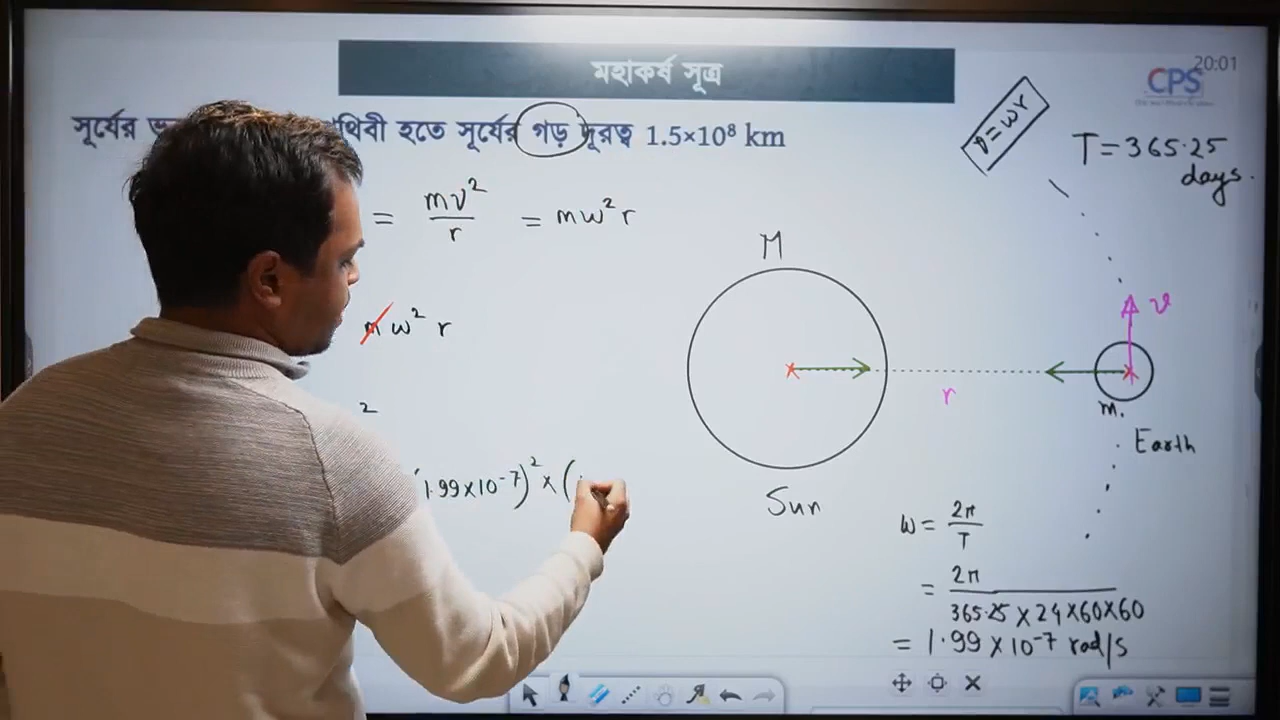 মহাকর্ষ সূত্র
20:01
CPS
সূর্যের হতে সূর্যের গড় দূরত্ব 1.5×10⁸ km
v = ωr
T = 365.25
days.
= mv²/r = mω²r
mω² r
2
(1.99×10⁻⁷)² × (
M
Sun
r
v
m.
Earth
ω = 2π/T
= 2π/365.25×24×60×60
= 1.99 × 10⁻⁷ rad/s